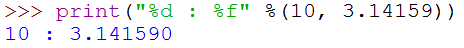 >>> print("%d : %f" %(10, 3.14159))
10 : 3.141590